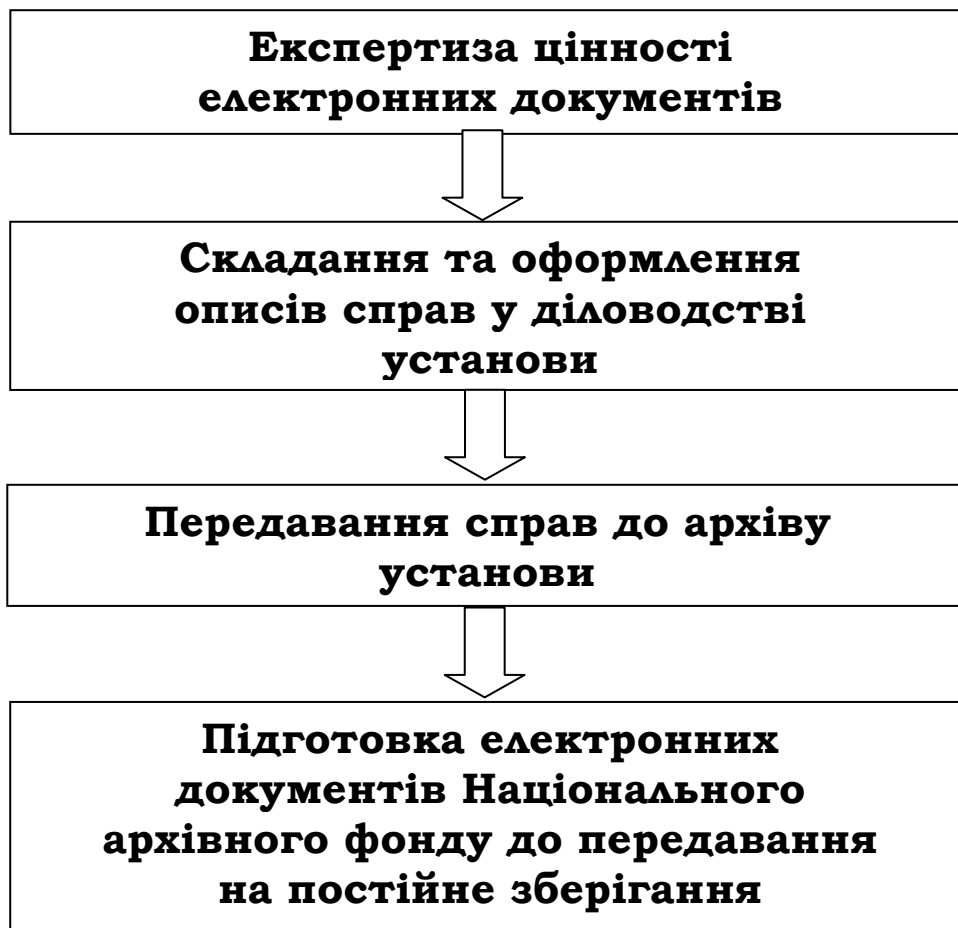 Експертиза цінності
електронних документів
Складання та оформлення
описів справ у діловодстві
установи
Передавання справ до архіву
установи
Підготовка електронних
документів Національного
архівного фонду до передавання
на постійне зберігання